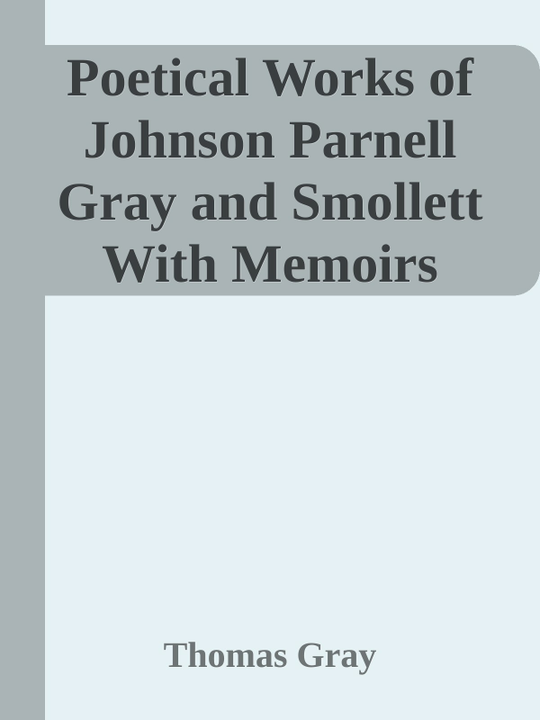 Poetical Works of
Johnson Parnell
Gray and Smollett
With Memoirs
Thomas Gray